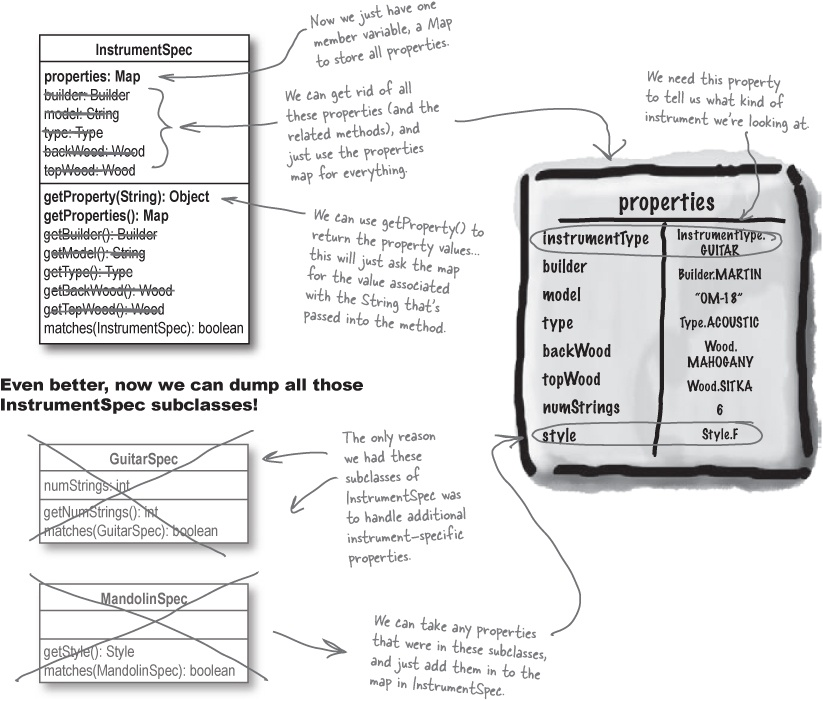 InstrumentSpec
properties: Map
builder: Builder
model: String
type: Type
backWood: Wood
topWood: Wood
getProperty(String): Object
getProperties(): Map
getBuilder(): Builder
getModel(): String
getType(): Type
getBackWood(): Wood
getTopWood(): Wood
matches(InstrumentSpec): boolean
Now we just have one
member variable, a Map
to store all properties.
We can get rid of all
these properties (and the
related methods), and
just use the properties
map for everything.
We can use getProperty() to
return the property values...
this will just ask the map
for the value associated
with the String that's
passed into the method.
We need this property
to tell us what kind of
instrument we're looking at.
properties
instrumentType InstrumentType.
GUITAR
builder Builder.MARTIN
model "OM-18"
type Type.ACOUSTIC
backWood Wood.
MAHOGANY
topWood Wood.SITKA
numStrings 6
style Style.F
Even better, now we can dump all those
InstrumentSpec subclasses!
GuitarSpec
numStrings: int
getNumStrings(): int
matches(GuitarSpec): boolean
The only reason
we had these
subclasses of
InstrumentSpec was
to handle additional
instrument-specific
properties.
MandolinSpec
getStyle(): Style
matches(MandolinSpec): boolean
We can take any properties
that were in these subclasses,
and just add them in to the
map in InstrumentSpec.